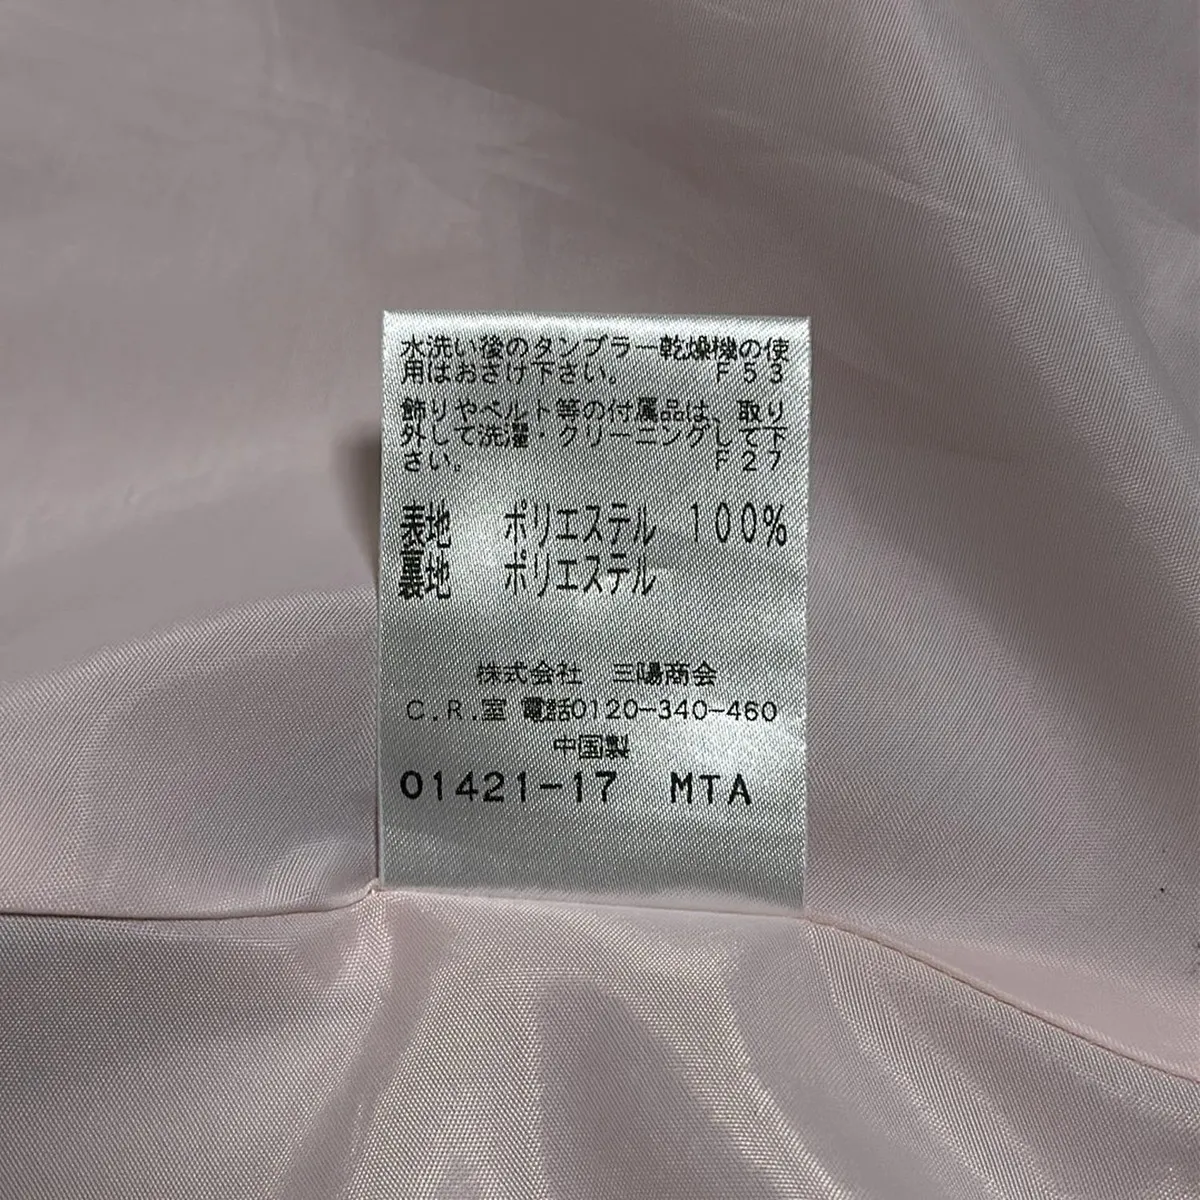 水洗い後のタンブラー乾燥機の使
用はおさけ下さい。 F53
飾りやベルト等の付属品は、取り
外して洗濯・クリーニングして下
さい。 F27
表地 ポリエステル 100%
裏地 ポリエステル
株式会社 三陽商会
C.R.室 電話0120-340-460
中国製
01421-17 MTA